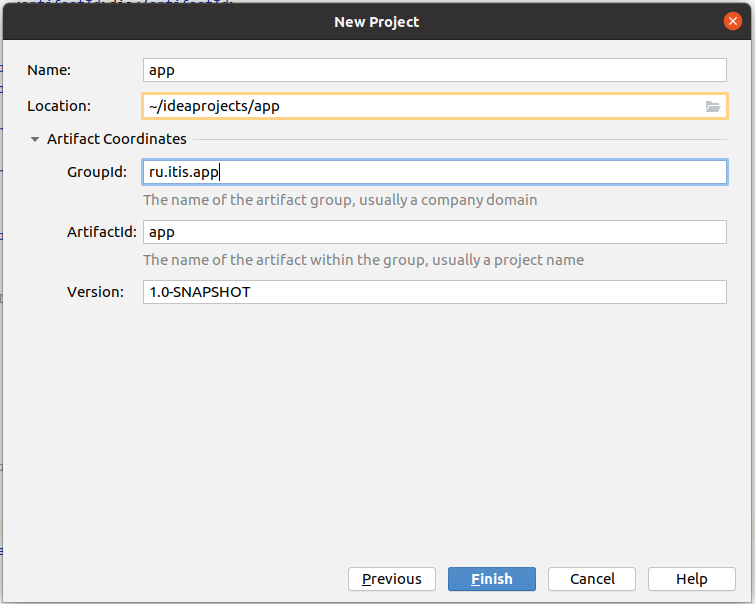 New Project
Name: app
Location: ~/ideaprojects/app
Artifact Coordinates
GroupId: ru.itis.app
The name of the artifact group, usually a company domain
ArtifactId: app
The name of the artifact within the group, usually a project name
Version: 1.0-SNAPSHOT
Previous Finish Cancel Help